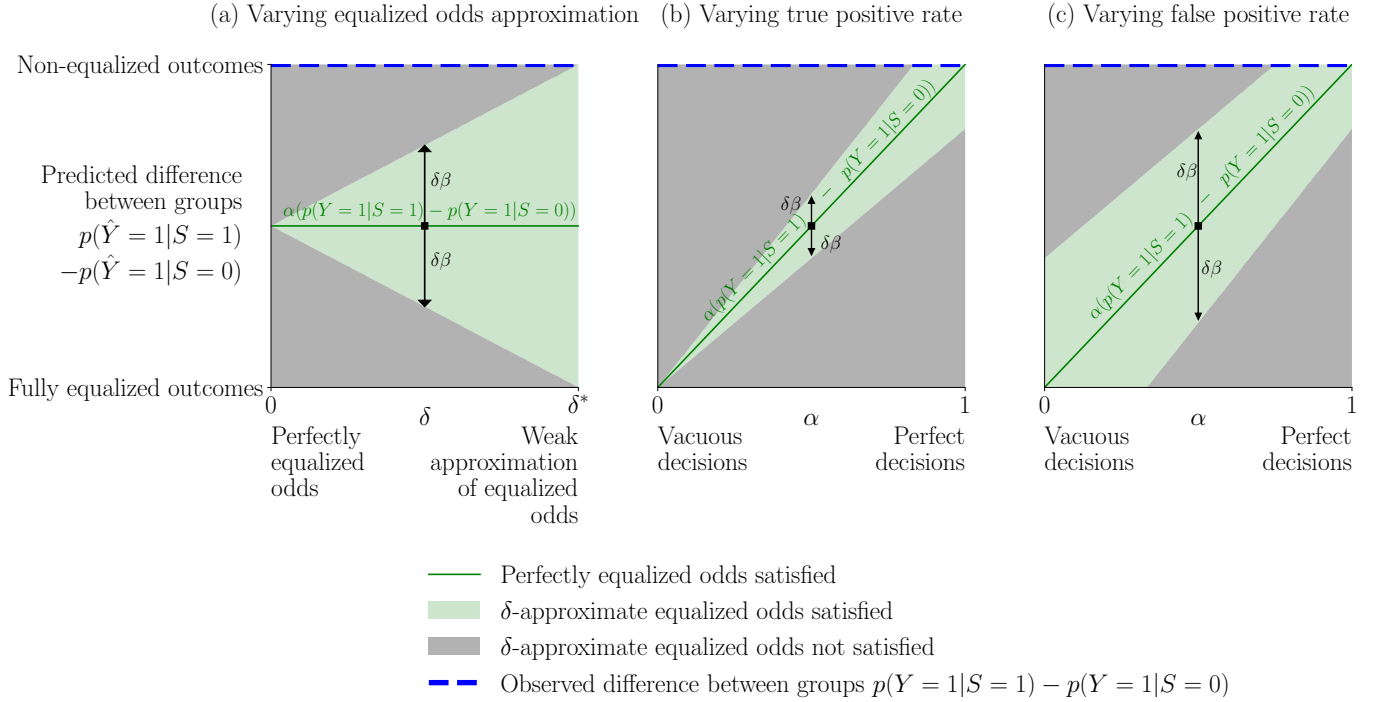 (a) Varying equalized odds approximation
(b) Varying true positive rate
(c) Varying false positive rate
Non-equalized outcomes
Predicted difference
between groups
p(Ŷ = 1|S = 1)
−p(Ŷ = 1|S = 0)
Fully equalized outcomes
δβ
α(p(Y = 1|S = 1) − p(Y = 1|S = 0))
δβ
0
δ
δ*
Perfectly
equalized
odds
Weak
approximation
of equalized
odds
α(p(Y = 1|S = 1) − p(Y = 1|S = 0))
δβ
δβ
0
α
1
Vacuous
decisions
Perfect
decisions
α(p(Y = 1|S = 1) − p(Y = 1|S = 0))
δβ
δβ
0
α
1
Vacuous
decisions
Perfect
decisions
Perfectly equalized odds satisfied
δ-approximate equalized odds satisfied
δ-approximate equalized odds not satisfied
Observed difference between groups p(Y = 1|S = 1) − p(Y = 1|S = 0)